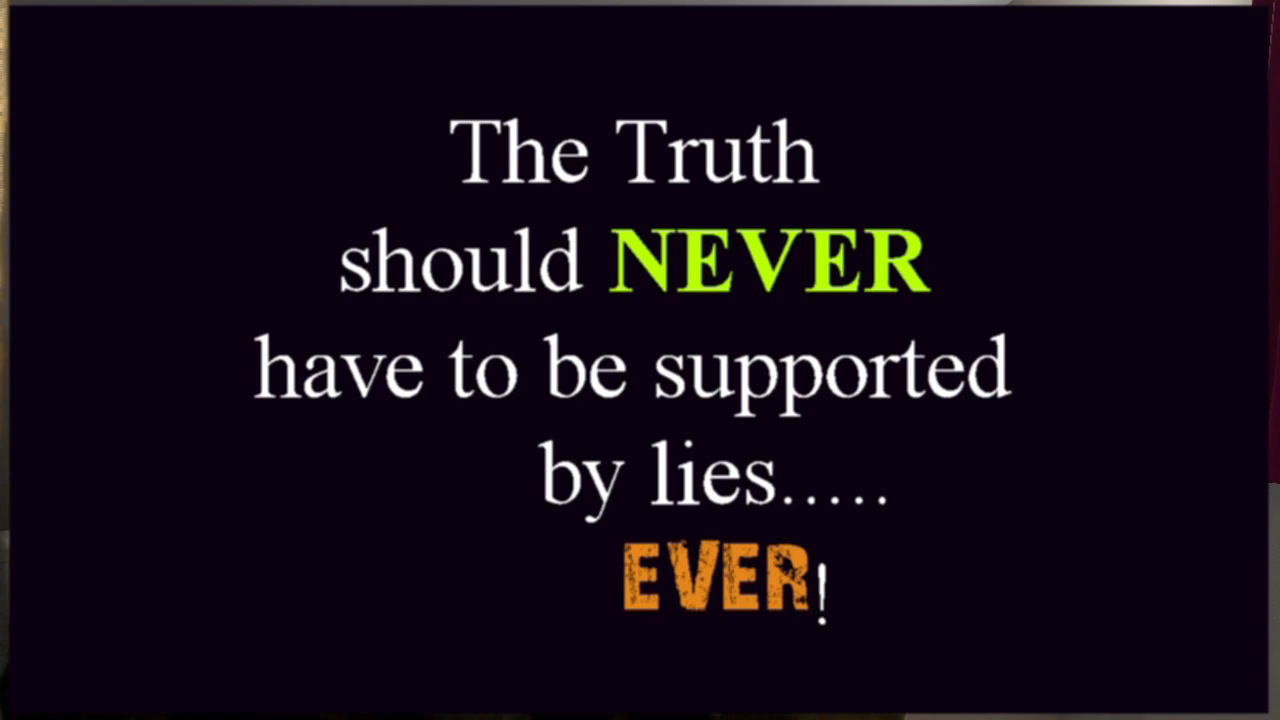 The Truth
should NEVER
have to be supported
by lies.....
EVER!